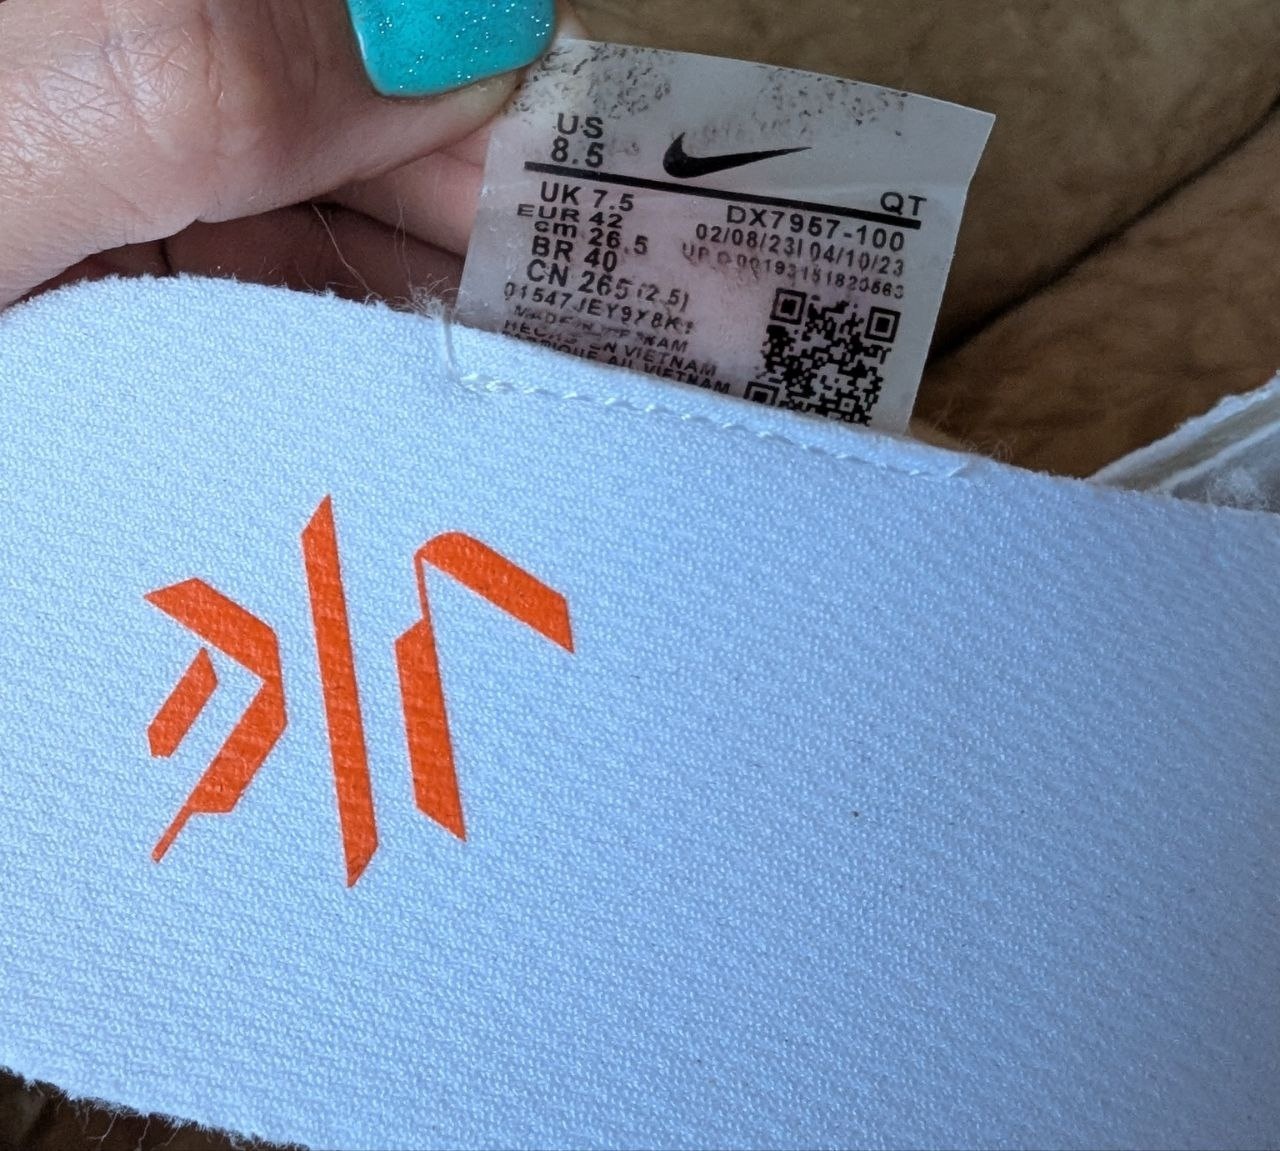 US
8.5
QT
UK 7.5
EUR 42
cm 26.5
BR 40
CN 265 (2.5)
DX7957-100
02/08/23| 04/10/23
01547JEY9Y8K
MADE IN
HECHO EN VIETNAM
FABRIQUE AU VIETNAM